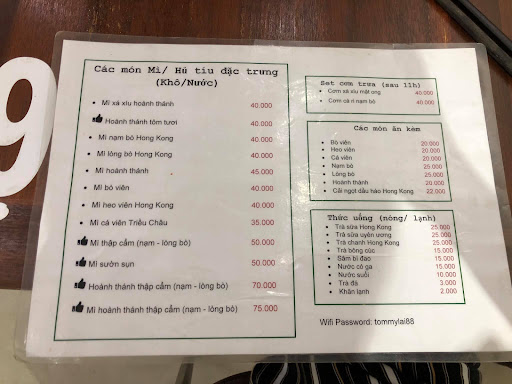 9
Các món Mì/ Hủ tíu đặc trưng
(Khô/Nước)
Mì xá xíu hoành thánh 40.000
Hoành thánh tôm tươi 40.000
Mì nạm bò Hong Kong 40.000
Mì lòng bò Hong Kong 40.000
Mì hoành thánh 45.000
Mì bò viên 40.000
Mì heo viên Hong Kong 40.000
Mì cá viên Triều Châu 35.000
Mì thập cẩm (nạm - lòng bò) 50.000
Mì sườn sụn 50.000
Hoành thánh thập cẩm (nạm - lòng bò) 70.000
Mì hoành thánh thập cẩm (nạm - lòng bò) 75.000
Set cơm trưa (sau 11h)
Cơm xá xíu mật ong 40.000
Cơm cà ri nạm bò 40.000
Các món ăn kèm
Bò viên 20.000
Heo viên 20.000
Cá viên 20.000
Nạm bò 25.000
Lòng bò 25.000
Hoành thánh 20.000
Cải ngọt dầu hào Hong Kong 22.000
Thức uống (nóng/ lạnh)
Trà sữa Hong Kong 25.000
Trà sữa uyên ương 25.000
Trà chanh Hong Kong 25.000
Trà bông cúc 15.000
Sâm bí đao 15.000
Nước có ga 15.000
Nước suối 10.000
Trà đá 3.000
Khăn lạnh 2.000
Wifi Password: tommylai88